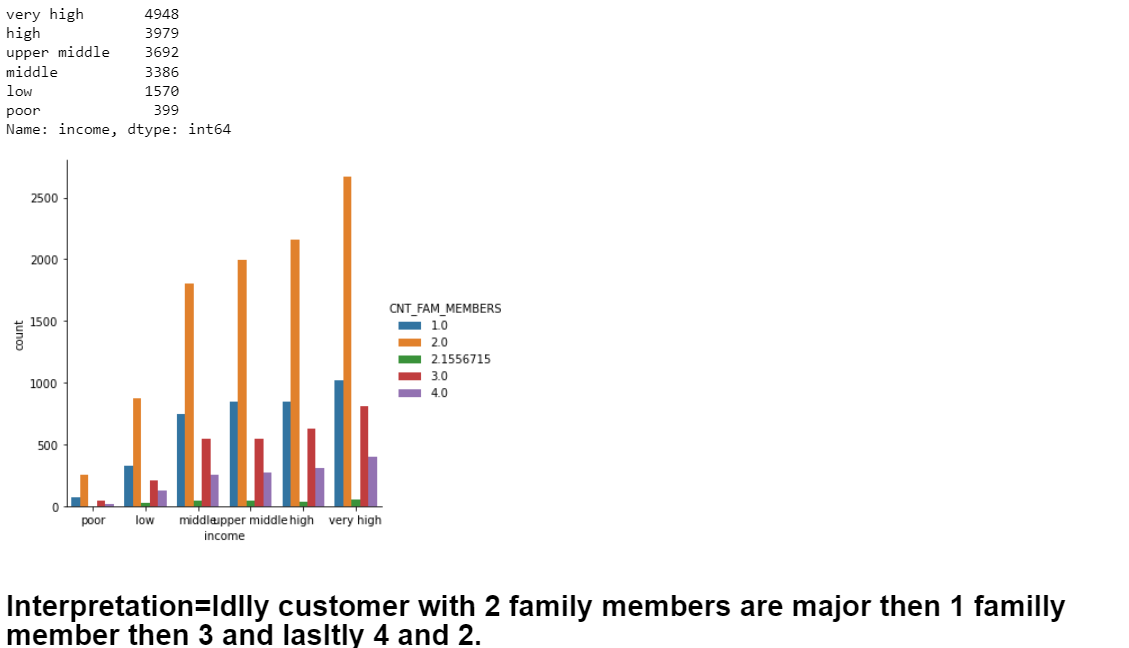 very high 4948
high 3979
upper middle 3692
middle 3386
low 1570
poor 399
Name: income, dtype: int64
2500
2000
1500
1000
500
0
count
poor low middle upper middle high very high
income
CNT_FAM_MEMBERS
1.0
2.0
2.1556715
3.0
4.0
Interpretation=Idlly customer with 2 family members are major then 1 familly
member then 3 and lasltly 4 and 2.